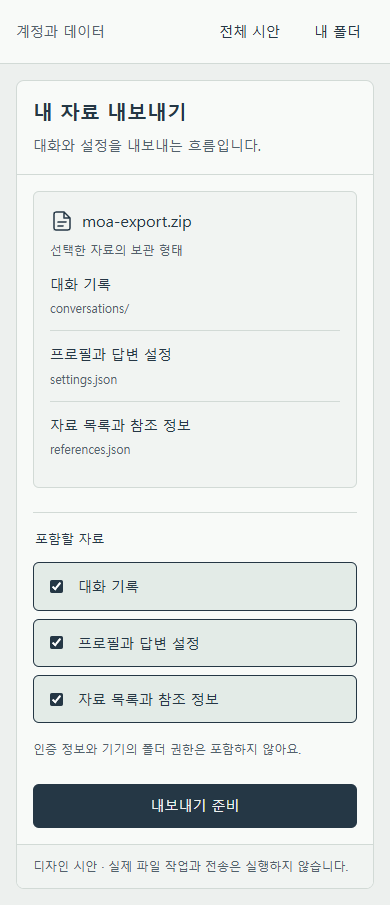 계정과 데이터
전체 시안
내 폴더
내 자료 내보내기
대화와 설정을 내보내는 흐름입니다.
moa-export.zip
선택한 자료의 보관 형태
대화 기록
conversations/
프로필과 답변 설정
settings.json
자료 목록과 참조 정보
references.json
포함할 자료
대화 기록
프로필과 답변 설정
자료 목록과 참조 정보
인증 정보와 기기의 폴더 권한은 포함하지 않아요.
내보내기 준비
디자인 시안 · 실제 파일 작업과 전송은 실행하지 않습니다.